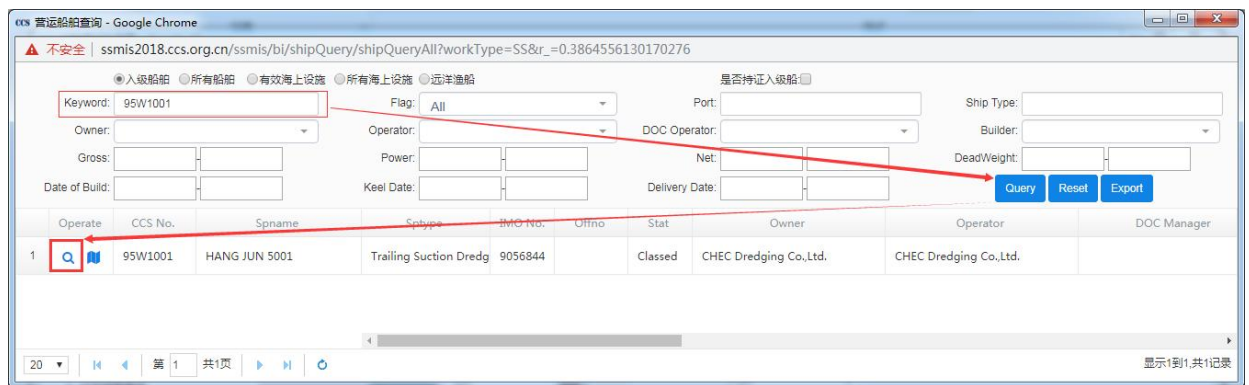 ccs 营运船舶查询 - Google Chrome
不安全 | ssmis2018.ccs.org.cn/ssmis/bi/shipQuery/shipQueryAll?workType=SS&r_=0.3864556130170276
入级船舶 所有船舶 有效海上设施 所有海上设施 远洋渔船 是否持证入级船:
Keyword: 95W1001 Flag: All Port: Ship Type:
Owner: Operator: DOC Operator: Builder:
Gross: - Power: - Net: - DeadWeight: -
Date of Build: - Keel Date: - Delivery Date: - Query Reset Export
Operate CCS No. Spname Sptype IMO No. Offno Stat Owner Operator DOC Manager
1 95W1001 HANG JUN 5001 Trailing Suction Dredg 9056844 Classed CHEC Dredging Co.,Ltd. CHEC Dredging Co.,Ltd.
20 第 1 共1页 显示1到1,共1记录